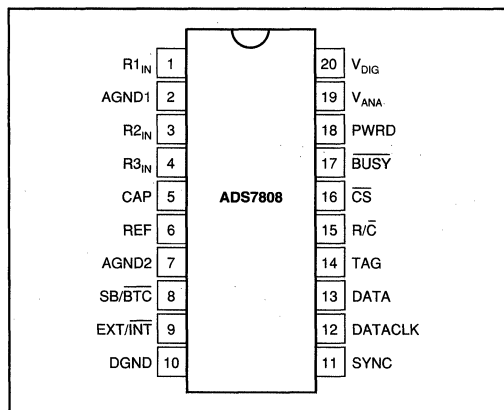 R1IN 1 20 VDIG
AGND1 2 19 VANA
R2IN 3 18 PWRD
R3IN 4 17 BUSY
CAP 5 ADS7808 16 CS
REF 6 15 R/C
AGND2 7 14 TAG
SB/BTC 8 13 DATA
EXT/INT 9 12 DATACLK
DGND 10 11 SYNC